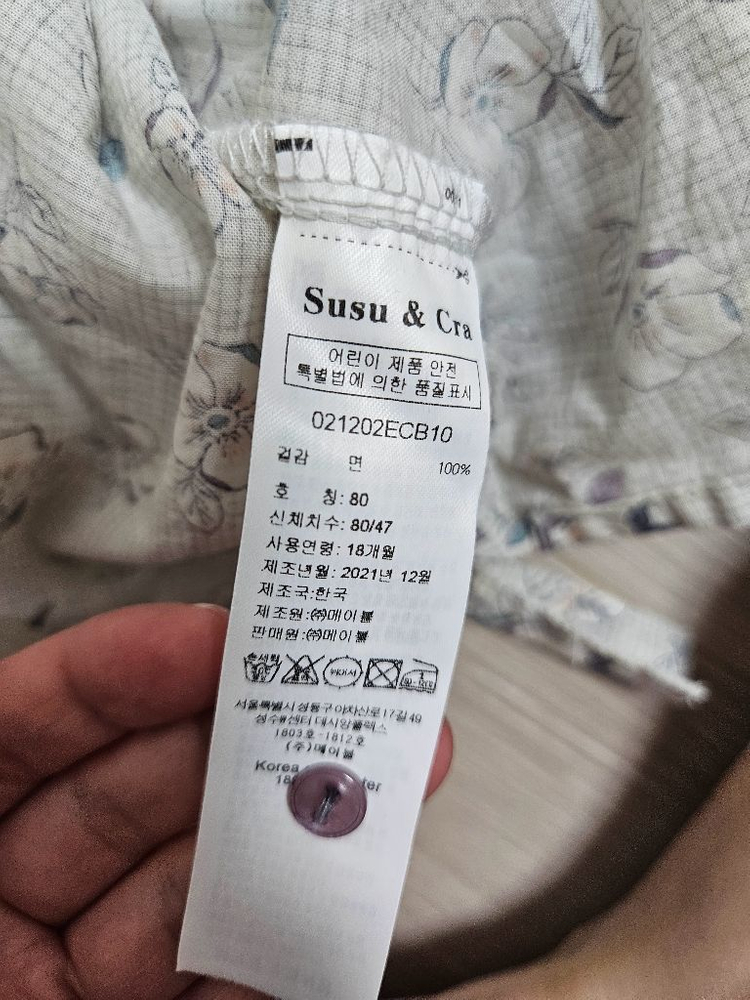 Susu & Cra
어린이 제품 안전
특별법에 의한 품질표시
021202ECB10
겉감 면 100%
호 칭: 80
신체치수: 80/47
사용연령: 18개월
제조년월: 2021년 12월
제조국:한국
제조원:㈜메이블
판매원:㈜메이블
손세탁
서울특별시성동구아차산로17길49
1803호-1812호
(주)메이블
Korea